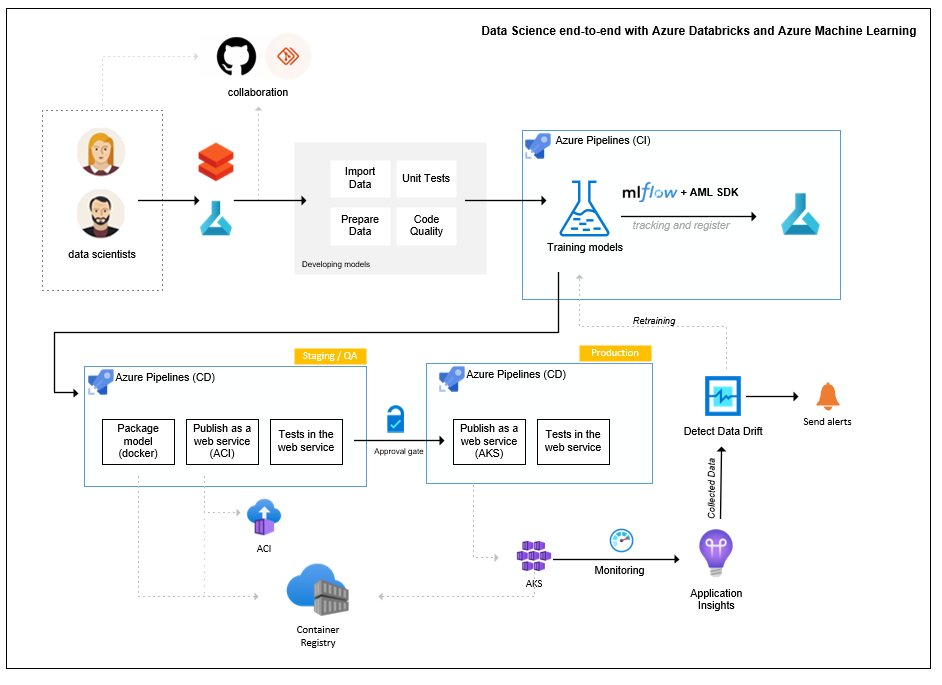 Data Science end-to-end with Azure Databricks and Azure Machine Learning
collaboration
data scientists
Import
Data
Unit Tests
Prepare
Data
Code
Quality
Developing models
Azure Pipelines (CI)
mlflow + AML SDK
tracking and register
Training models
Retraining
Staging / QA
Azure Pipelines (CD)
Package
model
(docker)
Publish as a
web service
(ACI)
Tests in the
web service
Approval gate
Production
Azure Pipelines (CD)
Publish as a
web service
(AKS)
Tests in the
web service
Detect Data Drift
Send alerts
Collected Data
ACI
AKS
Monitoring
Application
Insights
Container
Registry